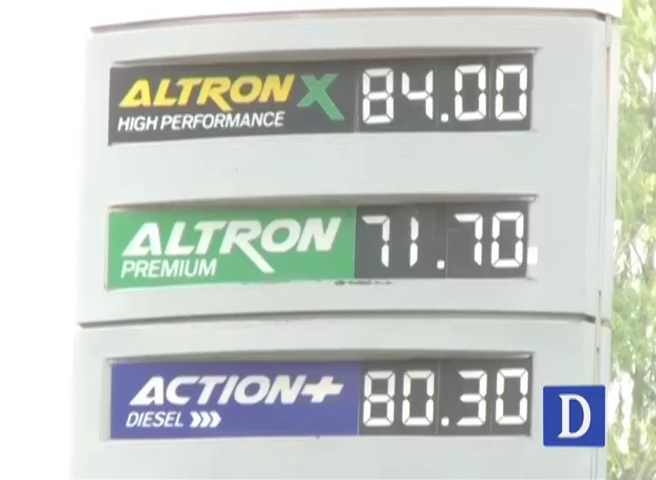 ALTRON X 84.00
HIGH PERFORMANCE
ALTRON 71.70
PREMIUM
ACTION+ 80.30
DIESEL
D